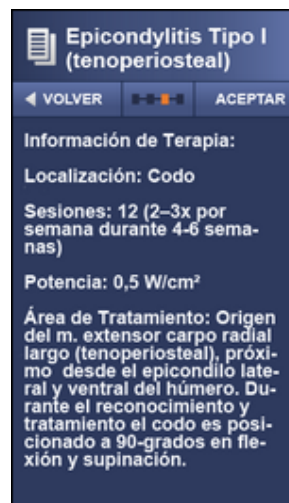 Epicondylitis Tipo I
(tenoperiosteal)
VOLVER
ACEPTAR
Información de Terapia:
Localización: Codo
Sesiones: 12 (2–3x por
semana durante 4-6 sema-
nas)
Potencia: 0,5 W/cm²
Área de Tratamiento: Origen
del m. extensor carpo radial
largo (tenoperiosteal), próxi-
mo desde el epicondilo late-
ral y ventral del húmero. Du-
rante el reconocimiento y
tratamiento el codo es posi-
cionado a 90-grados en fle-
xión y supinación.